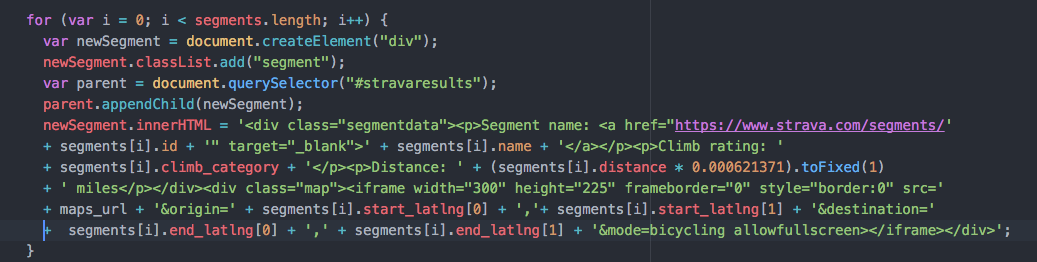 for (var i = 0; i < segments.length; i++) {
var newSegment = document.createElement("div");
newSegment.classList.add("segment");
var parent = document.querySelector("#stravaresults");
parent.appendChild(newSegment);
newSegment.innerHTML = '<div class="segmentdata"><p>Segment name: <a href="https://www.strava.com/segments/'
+ segments[i].id + '" target="_blank">' + segments[i].name + '</a></p><p>Climb rating: '
+ segments[i].climb_category + '</p><p>Distance: ' + (segments[i].distance * 0.000621371).toFixed(1)
+ ' miles</p></div><div class="map"><iframe width="300" height="225" frameborder="0" style="border:0" src='
+ maps_url + '&origin=' + segments[i].start_latlng[0] + ','+ segments[i].start_latlng[1] + '&destination='
+  segments[i].end_latlng[0] + ',' + segments[i].end_latlng[1] + '&mode=bicycling allowfullscreen></iframe></div>';
}